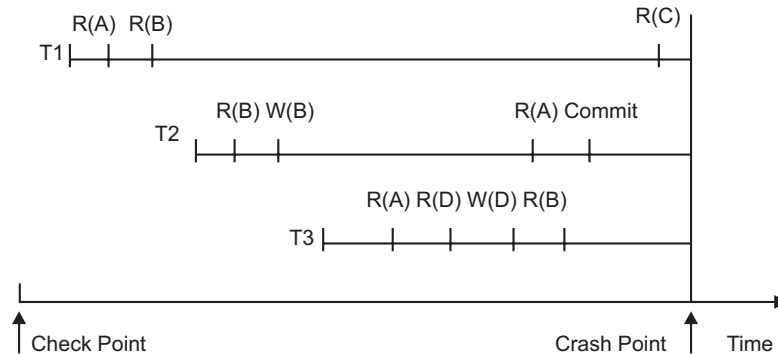 R(A) R(B) R(C)
T1
R(B) W(B) R(A) Commit
T2
R(A) R(D) W(D) R(B)
T3
Check Point Crash Point Time